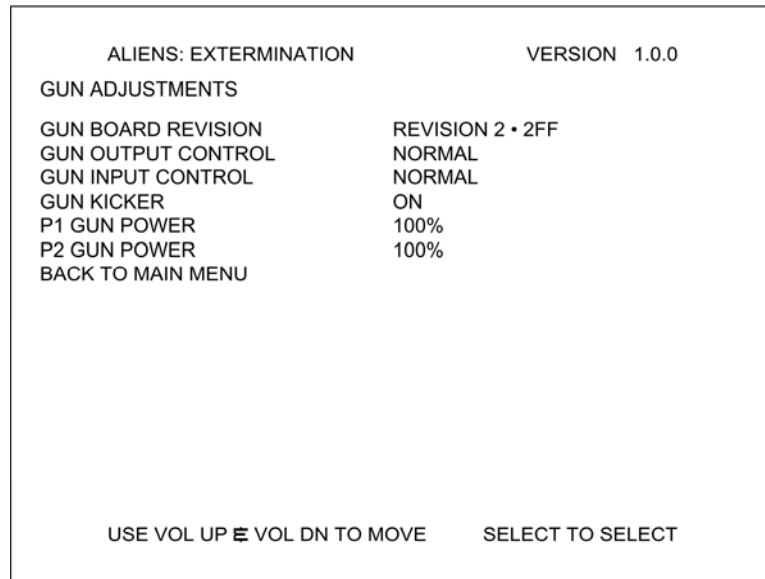 ALIENS: EXTERMINATION VERSION 1.0.0
GUN ADJUSTMENTS
GUN BOARD REVISION REVISION 2 • 2FF
GUN OUTPUT CONTROL NORMAL
GUN INPUT CONTROL NORMAL
GUN KICKER ON
P1 GUN POWER 100%
P2 GUN POWER 100%
BACK TO MAIN MENU
USE VOL UP & VOL DN TO MOVE SELECT TO SELECT